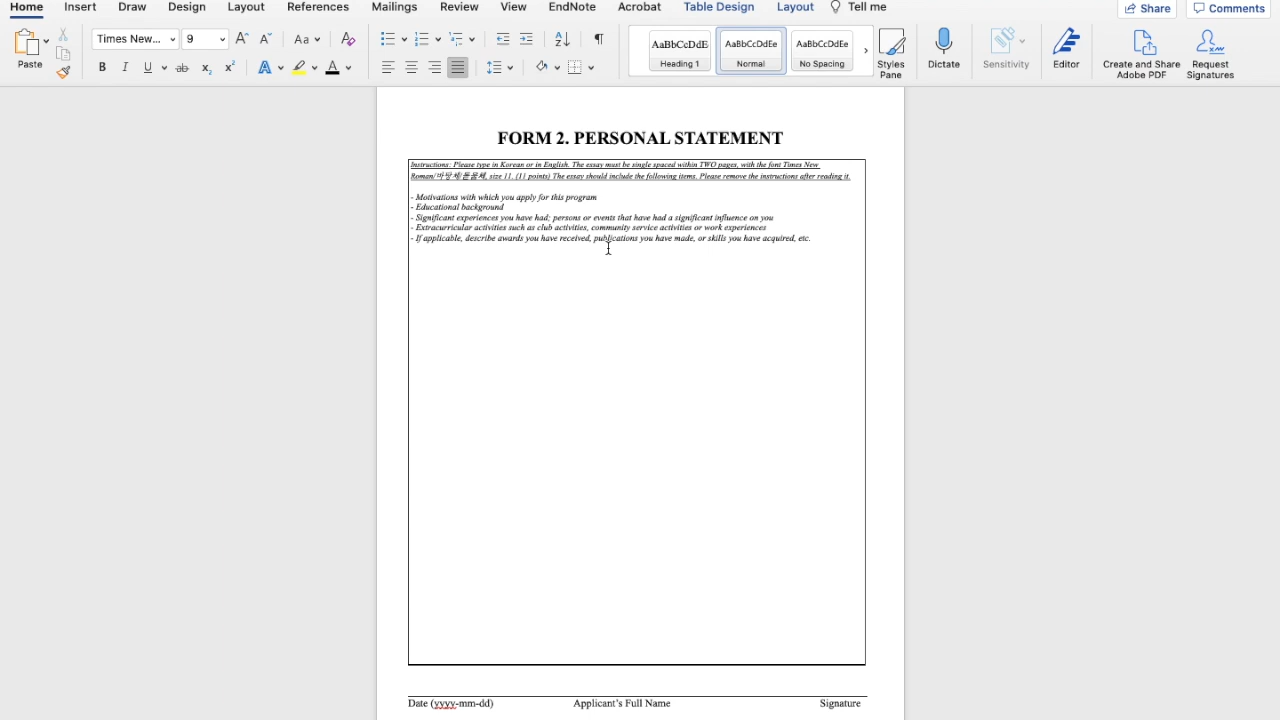 Home Insert Draw Design Layout References Mailings Review View EndNote Acrobat Table Design Layout Tell me Share Comments
Times New... 9 Aa
AaBbCcDdE AaBbCcDdEe AaBbCcDdEe
Heading 1 Normal No Spacing
Paste Styles Pane Dictate Sensitivity Editor Create and Share Adobe PDF Request Signatures
FORM 2. PERSONAL STATEMENT
Instructions: Please type in Korean or in English. The essay must be single spaced within TWO pages, with the font Times New
Roman/바탕체/돋움체, size 11. (11 points) The essay should include the following items. Please remove the instructions after reading it.
- Motivations with which you apply for this program
- Educational background
- Significant experiences you have had; persons or events that have had a significant influence on you
- Extracurricular activities such as club activities, community service activities or work experiences
- If applicable, describe awards you have received, publications you have made, or skills you have acquired, etc.
Date (yyyy-mm-dd) Applicant's Full Name Signature